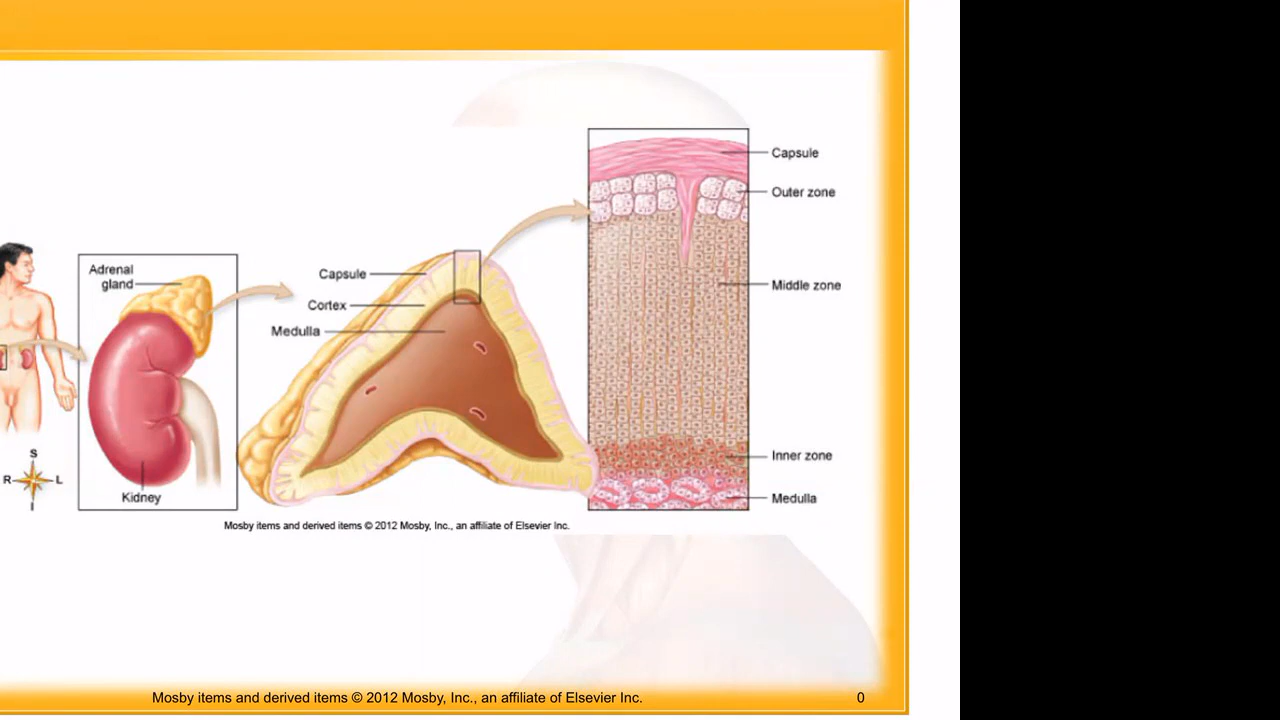 Capsule
Outer zone
Middle zone
Inner zone
Medulla
Capsule
Cortex
Medulla
Adrenal
gland
Kidney
S
R
L
I
Mosby items and derived items © 2012 Mosby, Inc., an affiliate of Elsevier Inc.
Mosby items and derived items © 2012 Mosby, Inc., an affiliate of Elsevier Inc.
0